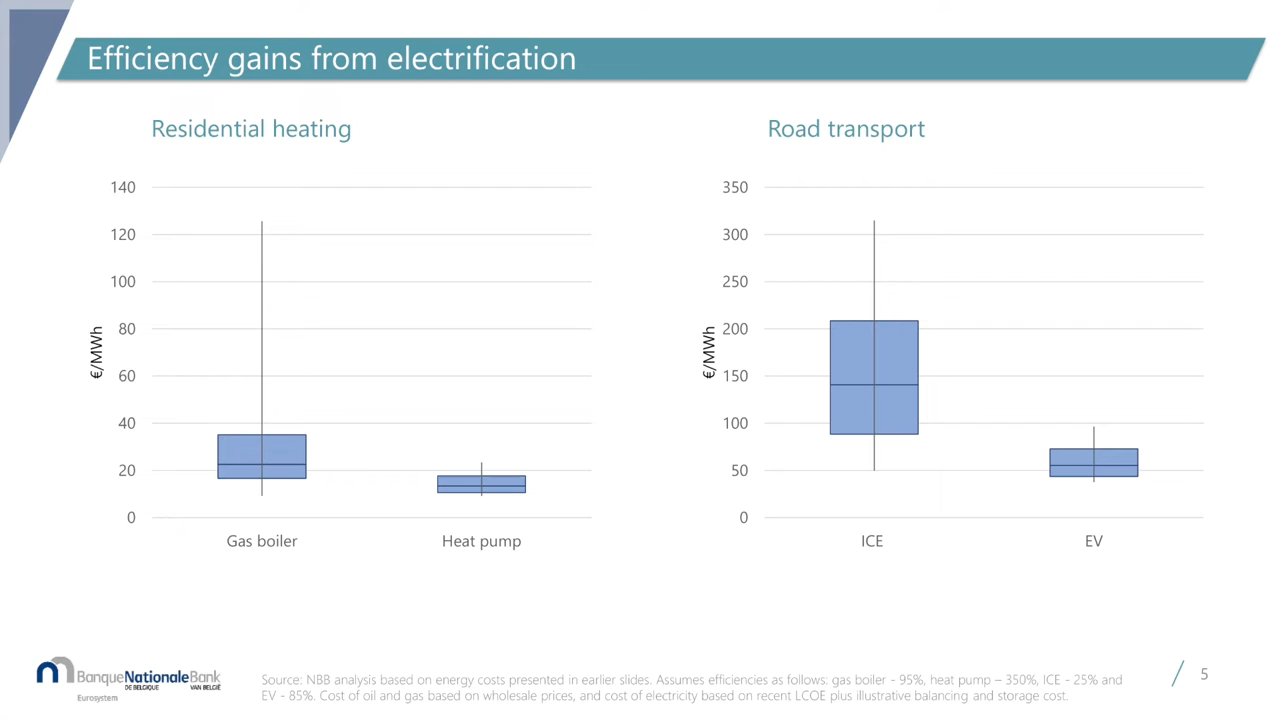 Efficiency gains from electrification
Residential heating
140
120
100
80
60
40
20
0
€/MWh
Gas boiler
Heat pump
Road transport
350
300
250
200
150
100
50
0
€/MWh
ICE
EV
BanqueNationaleBank
DE BELGIQUE VAN BELGIË
Eurosystem
Source: NBB analysis based on energy costs presented in earlier slides. Assumes efficiencies as follows: gas boiler - 95%, heat pump – 350%, ICE - 25% and
EV - 85%. Cost of oil and gas based on wholesale prices, and cost of electricity based on recent LCOE plus illustrative balancing and storage cost.
5